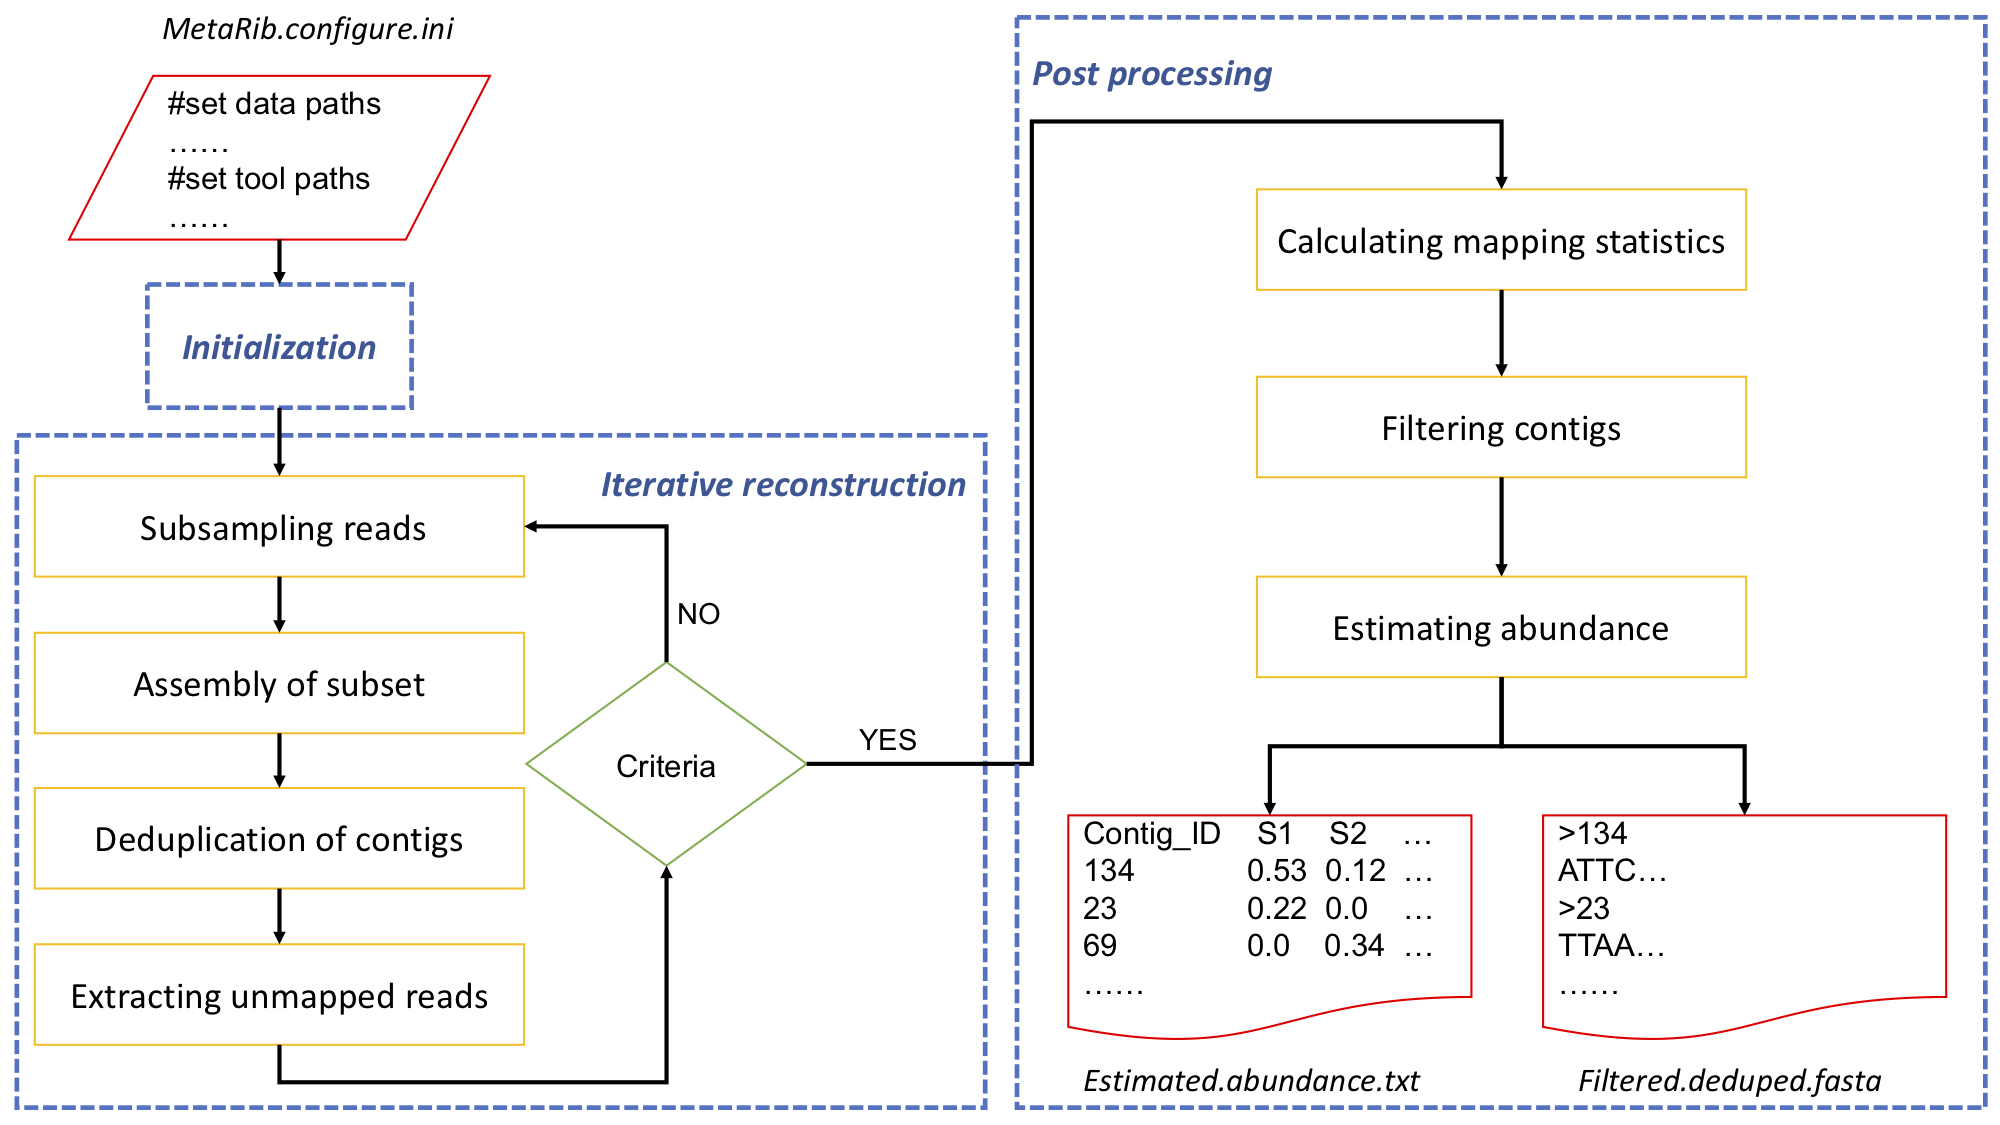 MetaRib.configure.ini
#set data paths
……
#set tool paths
……
Initialization
Iterative reconstruction
Subsampling reads
Assembly of subset
Deduplication of contigs
Extracting unmapped reads
NO
Criteria
YES
Post processing
Calculating mapping statistics
Filtering contigs
Estimating abundance
Contig_ID S1 S2 …
134 0.53 0.12 …
23 0.22 0.0 …
69 0.0 0.34 …
……
Estimated.abundance.txt
>134
ATTC…
>23
TTAA…
……
Filtered.deduped.fasta